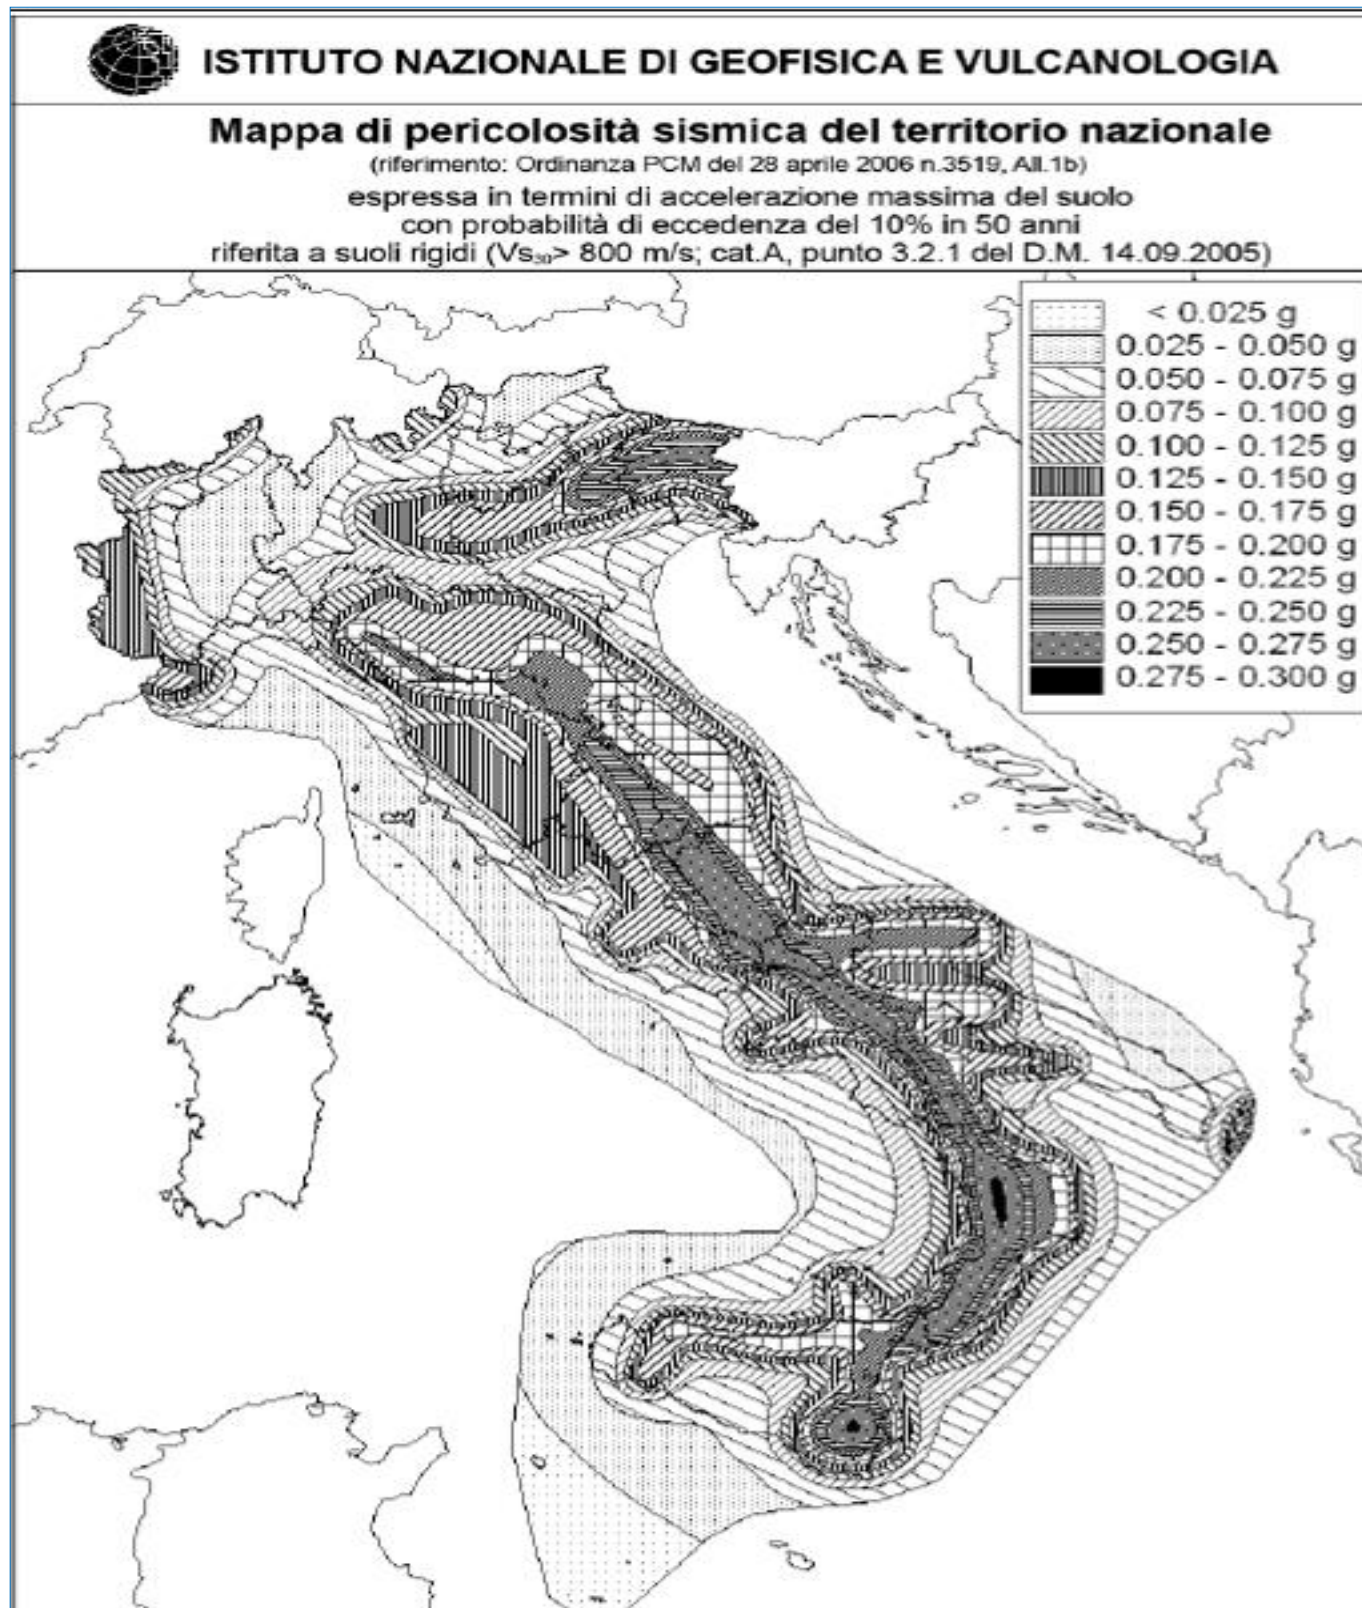 ISTITUTO NAZIONALE DI GEOFISICA E VULCANOLOGIA
Mappa di pericolosità sismica del territorio nazionale
(riferimento: Ordinanza PCM del 28 aprile 2006 n.3519, All.1b)
espressa in termini di accelerazione massima del suolo
con probabilità di eccedenza del 10% in 50 anni
riferita a suoli rigidi (Vs₃₀> 800 m/s; cat.A, punto 3.2.1 del D.M. 14.09.2005)
< 0.025 g
0.025 - 0.050 g
0.050 - 0.075 g
0.075 - 0.100 g
0.100 - 0.125 g
0.125 - 0.150 g
0.150 - 0.175 g
0.175 - 0.200 g
0.200 - 0.225 g
0.225 - 0.250 g
0.250 - 0.275 g
0.275 - 0.300 g